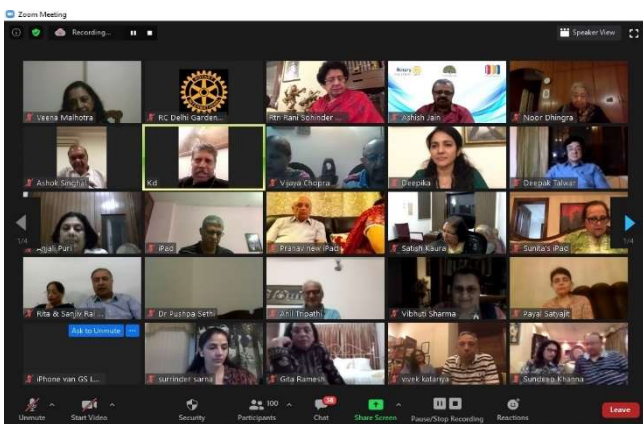 Zoom Meeting
Recording...
Speaker View
Veena Malhotra
RC Delhi Garden...
Rtn Rani Sohinder ...
Ashish Jain
Noor Dhingra
Ashok Singhal
Kd
Vijaya Chopra
Deepika
Deepak Talwar
1/4
1/4
Anjali Puri
iPad
Pranav new iPad
Satish Kaura
Sunita's iPad
Rita & Sanjiv Rai ...
Dr Pushpa Sethi
Anil Tripathi
Vibhuti Sharma
Payal Satyajit
Ask to Unmute
iPhone van GS L...
surrinder sarna
Gita Ramesh
vivek katariya
Sundeep Khanna
100
38
Unmute
Start Video
Security
Participants
Chat
Share Screen
Pause/Stop Recording
Reactions
Leave